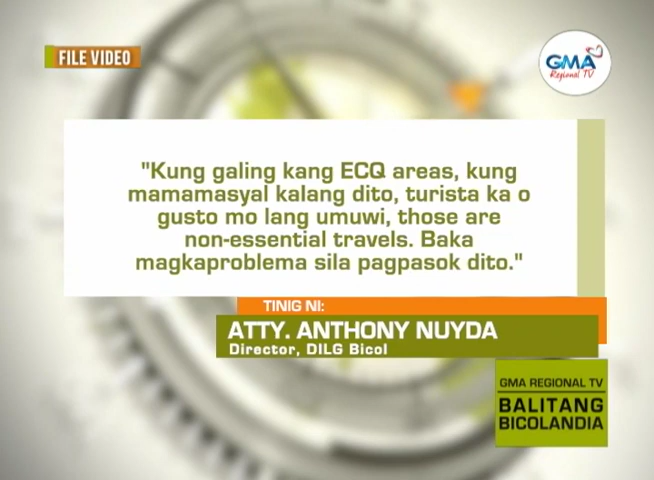 FILE VIDEO
GMA
Regional TV
"Kung galing kang ECQ areas, kung
mamamasyal kalang dito, turista ka o
gusto mo lang umuwi, those are
non-essential travels. Baka
magkaproblema sila pagpasok dito."
TINIG NI:
ATTY. ANTHONY NUYDA
Director, DILG Bicol
GMA REGIONAL TV
BALITANG
BICOLANDIA